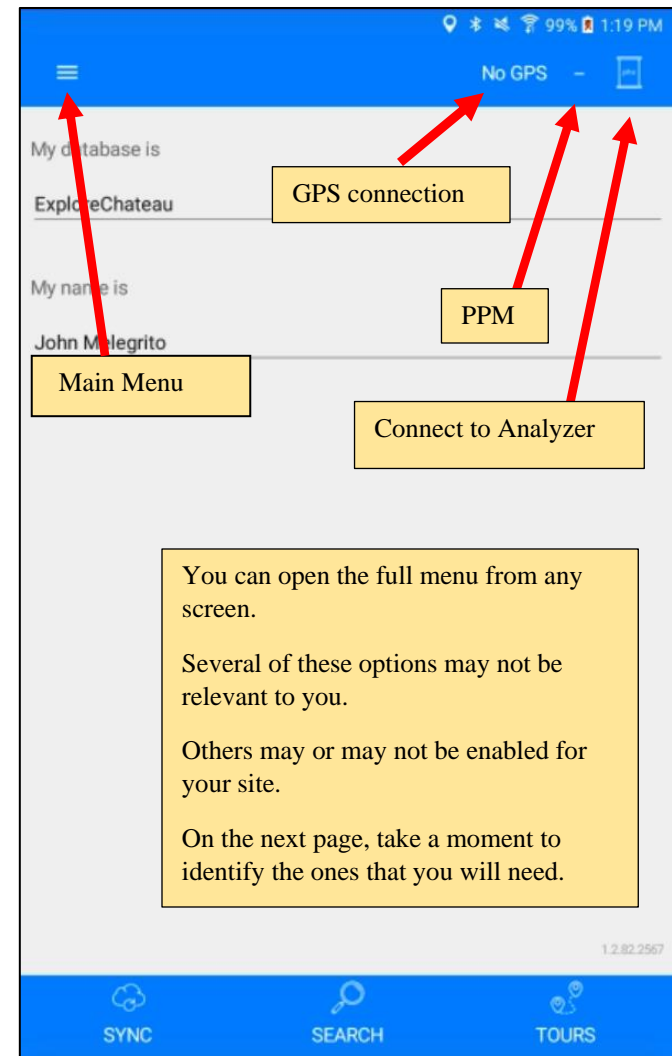 99% 1:19 PM
No GPS –
My database is
ExploreChateau
GPS connection
My name is
PPM
John Melegrito
Main Menu
Connect to Analyzer
You can open the full menu from any
screen.
Several of these options may not be
relevant to you.
Others may or may not be enabled for
your site.
On the next page, take a moment to
identify the ones that you will need.
1.2.82.2567
SYNC SEARCH TOURS